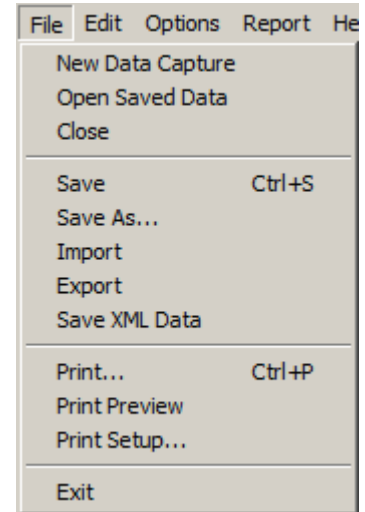 File Edit Options Report He
New Data Capture
Open Saved Data
Close
Save Ctrl+S
Save As...
Import
Export
Save XML Data
Print... Ctrl+P
Print Preview
Print Setup...
Exit